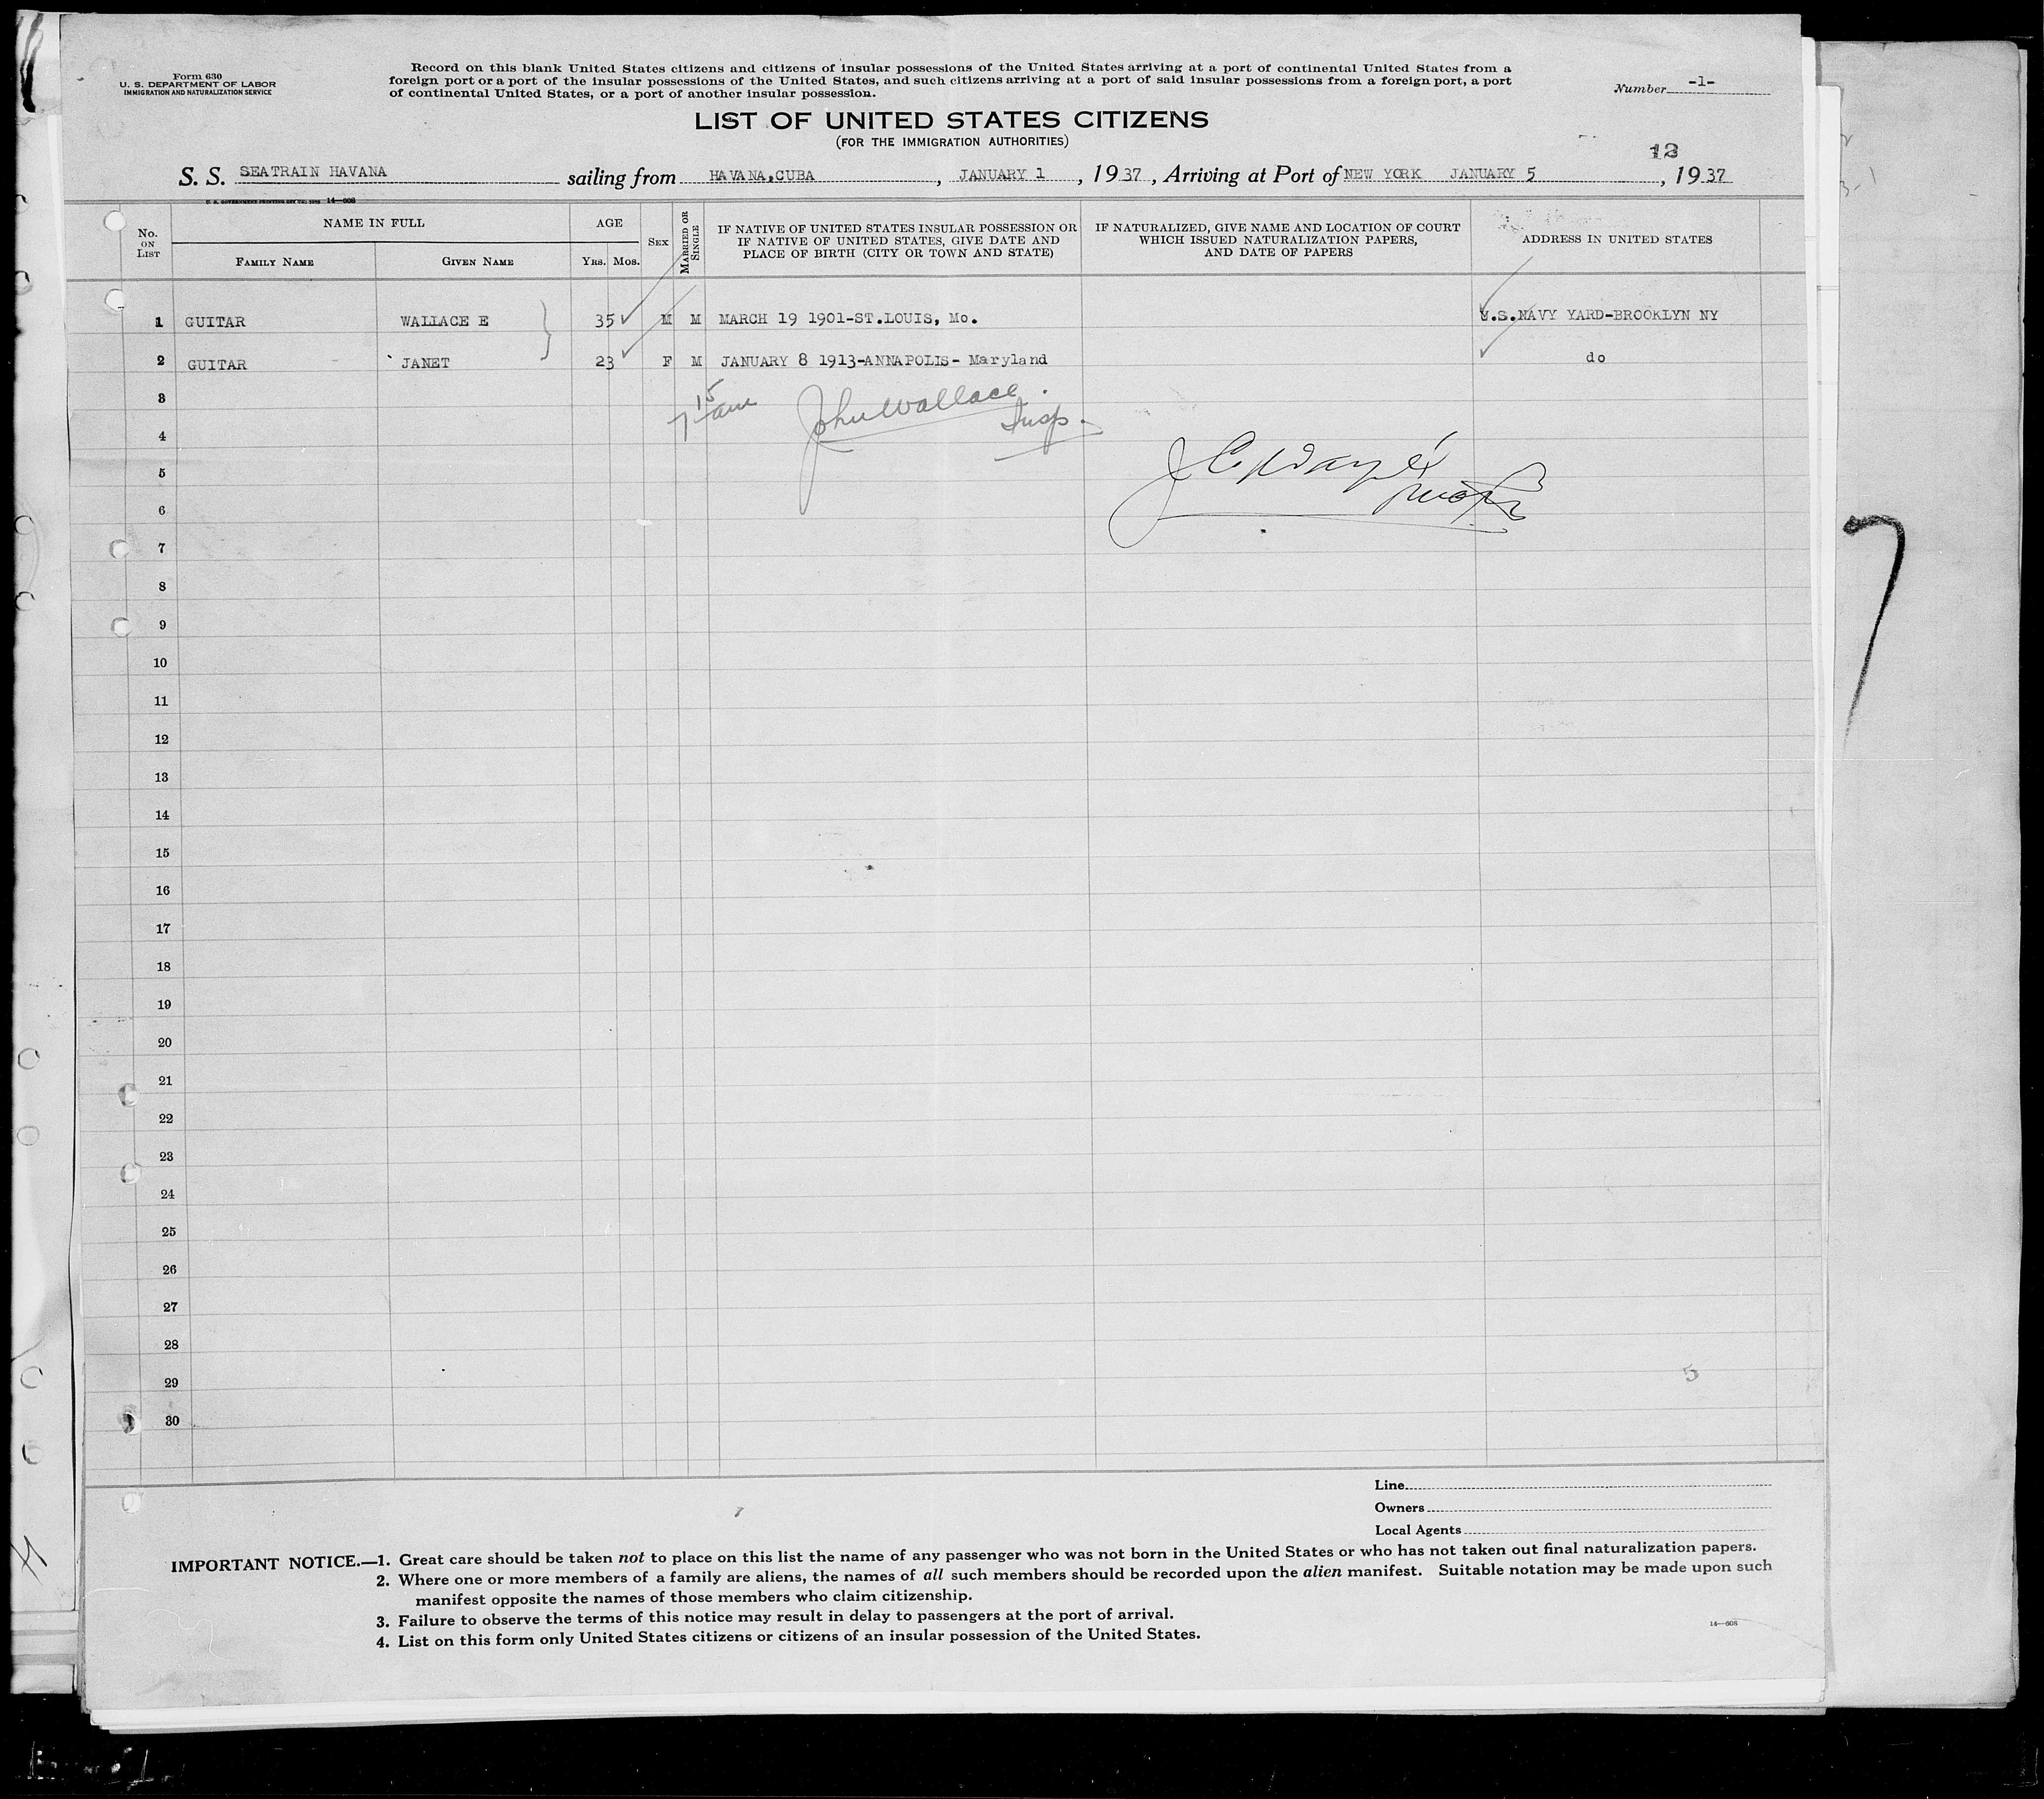 Form 630
U. S. DEPARTMENT OF LABOR
IMMIGRATION AND NATURALIZATION SERVICE
Record on this blank United States citizens and citizens of insular possessions of the United States arriving at a port of continental United States from a
foreign port or a port of the insular possessions of the United States, and such citizens arriving at a port of said insular possessions from a foreign port, a port
of continental United States, or a port of another insular possession.
Number -1-
LIST OF UNITED STATES CITIZENS
(FOR THE IMMIGRATION AUTHORITIES)
12
S. S. SEATRAIN HAVANA sailing from HAVANA,CUBA, JANUARY 1, 1937, Arriving at Port of NEW YORK JANUARY 5, 1937
14—608
No. ON LIST
NAME IN FULL
FAMILY NAME
GIVEN NAME
AGE
YRS. MOS.
SEX
MARRIED OR SINGLE
IF NATIVE OF UNITED STATES INSULAR POSSESSION OR
IF NATIVE OF UNITED STATES, GIVE DATE AND
PLACE OF BIRTH (CITY OR TOWN AND STATE)
IF NATURALIZED, GIVE NAME AND LOCATION OF COURT
WHICH ISSUED NATURALIZATION PAPERS,
AND DATE OF PAPERS
ADDRESS IN UNITED STATES
1 GUITAR WALLACE E 35 M M MARCH 19 1901-ST.LOUIS, Mo. U.S.NAVY YARD-BROOKLYN NY
2 GUITAR JANET 23 F M JANUARY 8 1913-ANNAPOLIS- Maryland do
3
7 15 am John Wallace
Insp.
4
5
6
7
8
9
10
11
12
13
14
15
16
17
18
19
20
21
22
23
24
25
26
27
28
29
5
30
7
Line
Owners
Local Agents
IMPORTANT NOTICE.—1. Great care should be taken not to place on this list the name of any passenger who was not born in the United States or who has not taken out final naturalization papers.
2. Where one or more members of a family are aliens, the names of all such members should be recorded upon the alien manifest. Suitable notation may be made upon such
manifest opposite the names of those members who claim citizenship.
3. Failure to observe the terms of this notice may result in delay to passengers at the port of arrival.
4. List on this form only United States citizens or citizens of an insular possession of the United States.
14—608